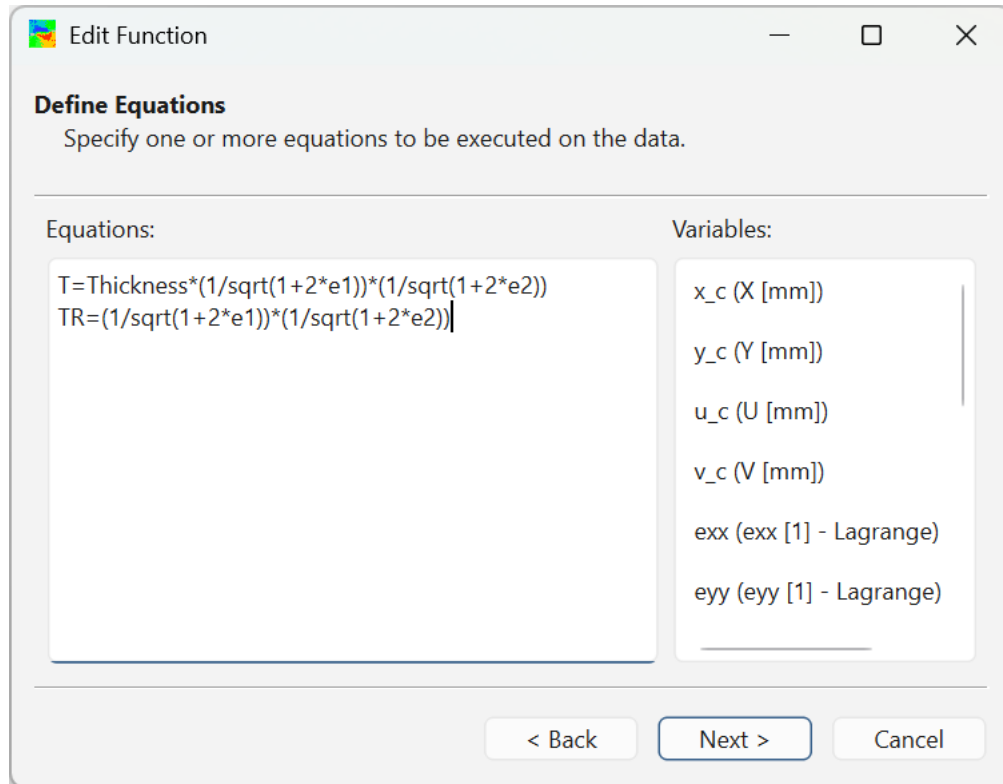 Edit Function
Define Equations
Specify one or more equations to be executed on the data.
Equations:
T=Thickness*(1/sqrt(1+2*e1))*(1/sqrt(1+2*e2))
TR=(1/sqrt(1+2*e1))*(1/sqrt(1+2*e2))
Variables:
x_c (X [mm])
y_c (Y [mm])
u_c (U [mm])
v_c (V [mm])
exx (exx [1] - Lagrange)
eyy (eyy [1] - Lagrange)
< Back
Next >
Cancel